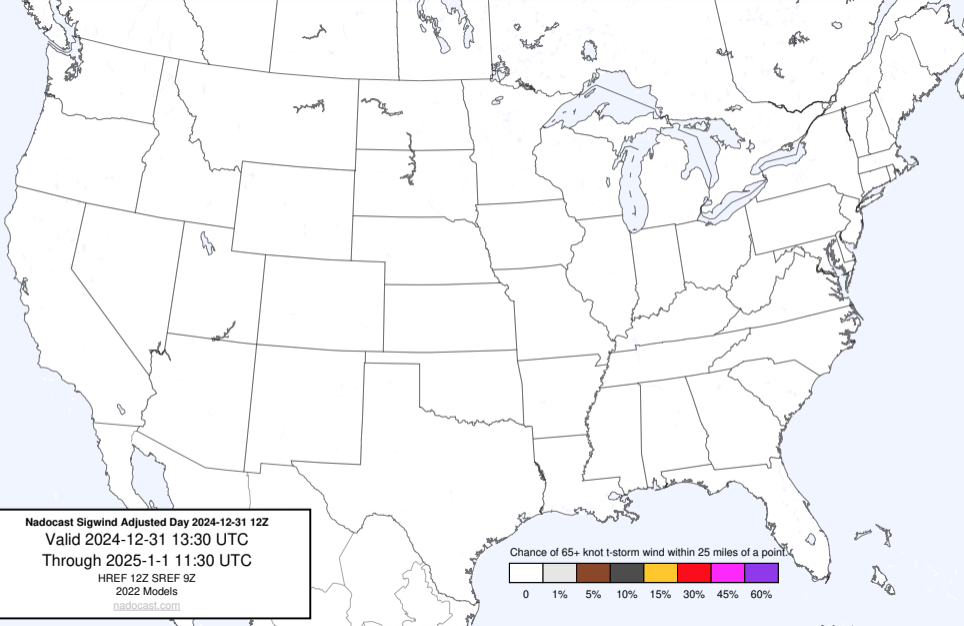 Nadocast Sigwind Adjusted Day 2024-12-31 12Z
Valid 2024-12-31 13:30 UTC
Through 2025-1-1 11:30 UTC
HREF 12Z SREF 9Z
2022 Models
nadocast.com
Chance of 65+ knot t-storm wind within 25 miles of a point.
0 1% 5% 10% 15% 30% 45% 60%